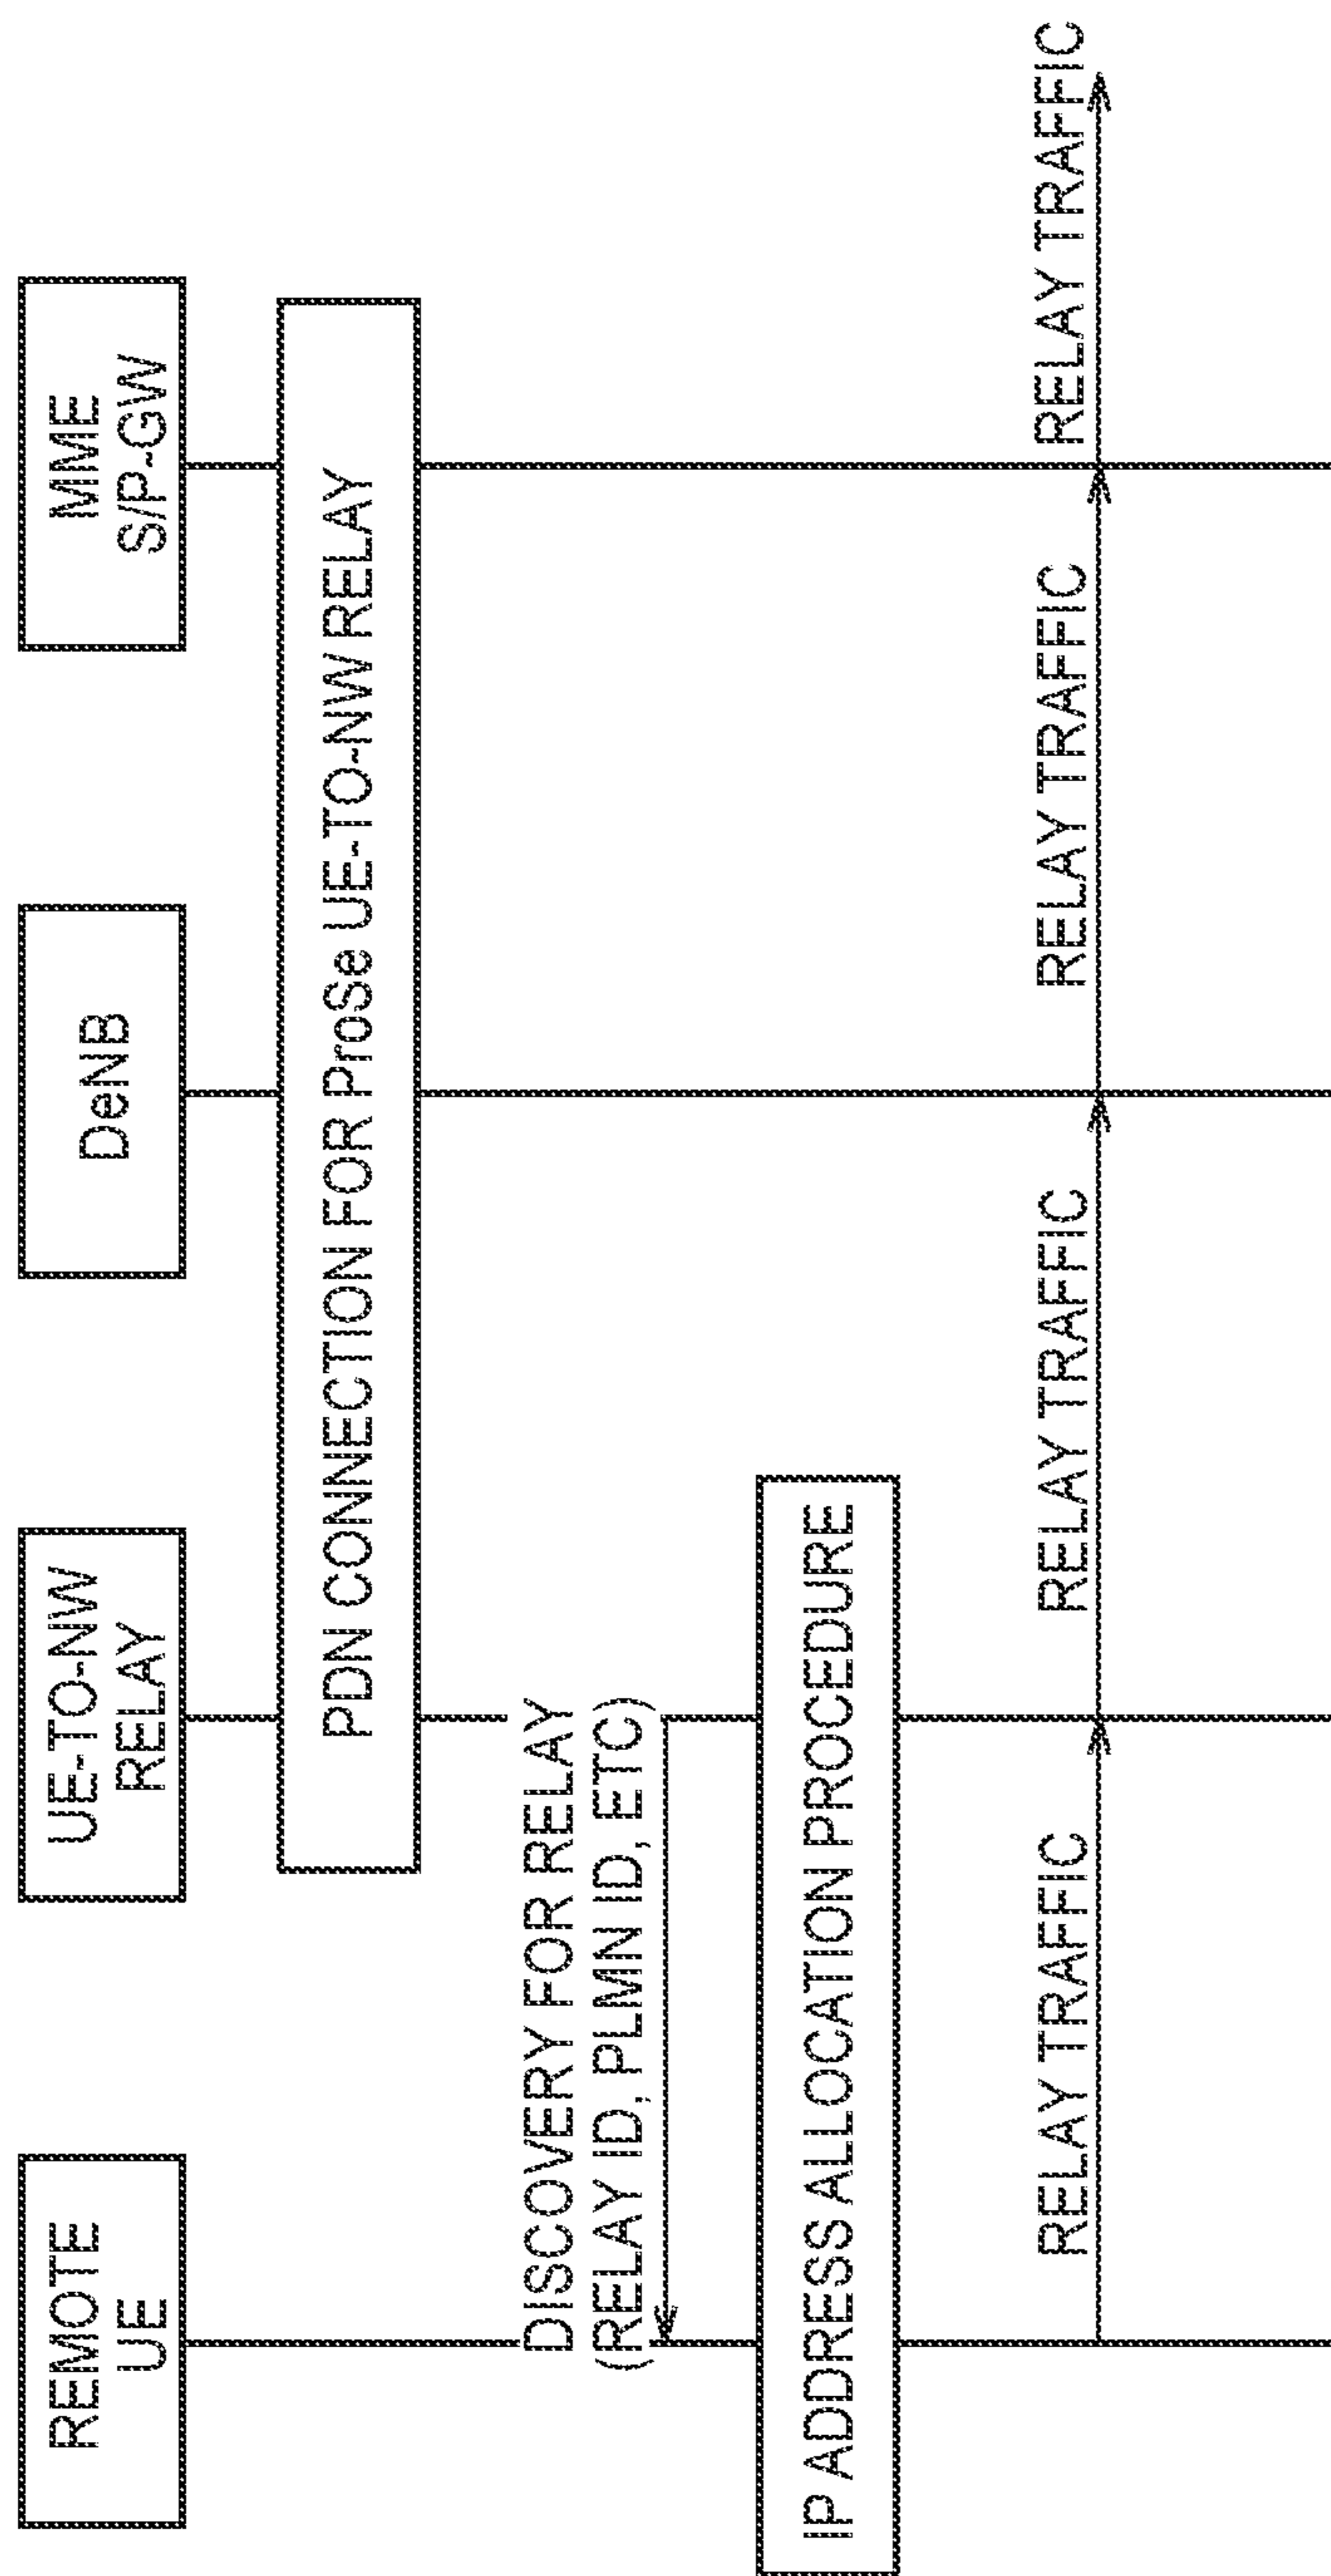 REMOTE
UE
UE-TO-NW
RELAY
DeNB
MME
S/P-GW
PDN CONNECTION FOR ProSe UE-TO-NW RELAY
DISCOVERY FOR RELAY
(RELAY ID, PLMN ID, ETC)
IP ADDRESS ALLOCATION PROCEDURE
RELAY TRAFFIC
RELAY TRAFFIC
RELAY TRAFFIC
RELAY TRAFFIC